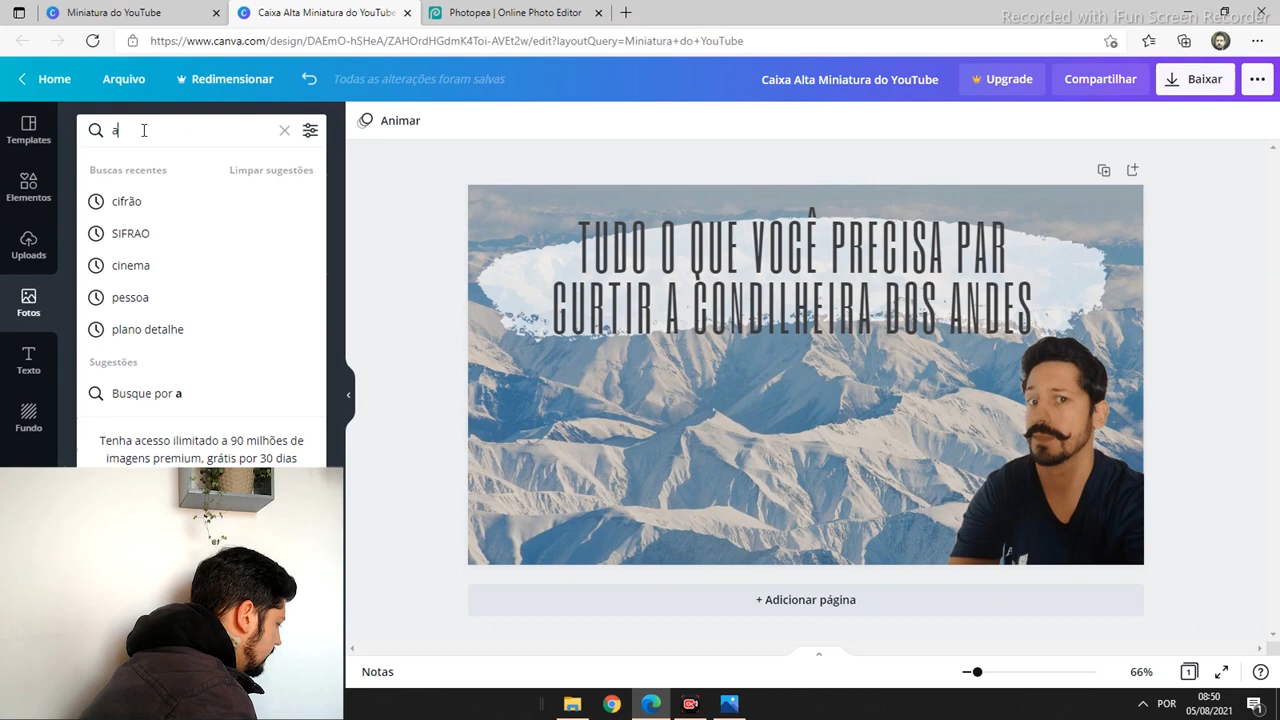 Miniatura do YouTube
Caixa Alta Miniatura do YouTube
Photopea | Online Photo Editor
Recorded with iFun Screen Recorder
https://www.canva.com/design/DAEmO-hSHeA/ZAHOrdHGdmK4Toi-AVEt2w/edit?layoutQuery=Miniatura+do+YouTube
Home
Arquivo
Redimensionar
Todas as alterações foram salvas
Caixa Alta Miniatura do YouTube
Upgrade
Compartilhar
Baixar
Templates
Elementos
Uploads
Fotos
Texto
Fundo
a
Buscas recentes
Limpar sugestões
cifrão
SIFRAO
cinema
pessoa
plano detalhe
Sugestões
Busque por a
Tenha acesso ilimitado a 90 milhões de
imagens premium, grátis por 30 dias
Animar
TUDO O QUE VOCÊ PRECISA PAR
CURTIR A CONDILHEIRA DOS ANDES
+ Adicionar página
Notas
66%
1
POR
08:50
05/08/2021
1